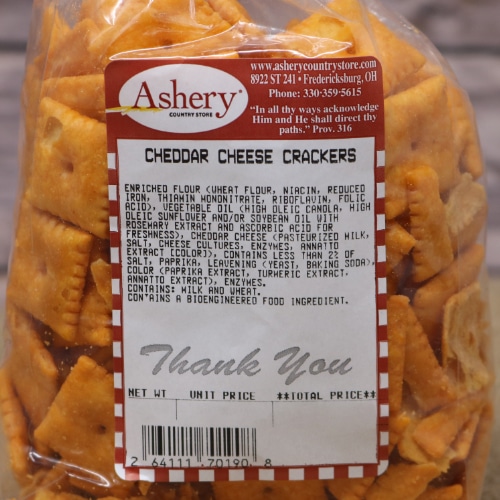 Ashery
COUNTRY STORE
www.asherycountrystore.com
8922 ST 241 • Fredericksburg, OH
Phone: 330-359-5615
"In all thy ways acknowledge
Him and He shall direct thy
paths." Prov. 316
CHEDDAR CHEESE CRACKERS
ENRICHED FLOUR (WHEAT FLOUR, NIACIN, REDUCED
IRON, THIAMIN MONONITRATE, RIBOFLAVIN, FOLIC
ACID), VEGETABLE OIL (HIGH OLEIC CANOLA, HIGH
OLEIC SUNFLOWER AND/OR SOYBEAN OIL WITH
ROSEMARY EXTRACT AND ASCORBIC ACID FOR
FRESHNESS), CHEDDAR CHEESE (PASTEURIZED MILK,
SALT, CHEESE CULTURES, ENZYMES, ANNATTO
EXTRACT [COLOR]), CONTAINS LESS THAN 2% OF
SALT, PAPRIKA, LEAVENING (YEAST, BAKING SODA),
COLOR (PAPRIKA EXTRACT, TURMERIC EXTRACT,
ANNATTO EXTRACT), ENZYMES.
CONTAINS: MILK AND WHEAT.
CONTAINS A BIOENGINEERED FOOD INGREDIENT.
Thank You
NET WT UNIT PRICE **TOTAL PRICE**
2 64111 70190 8